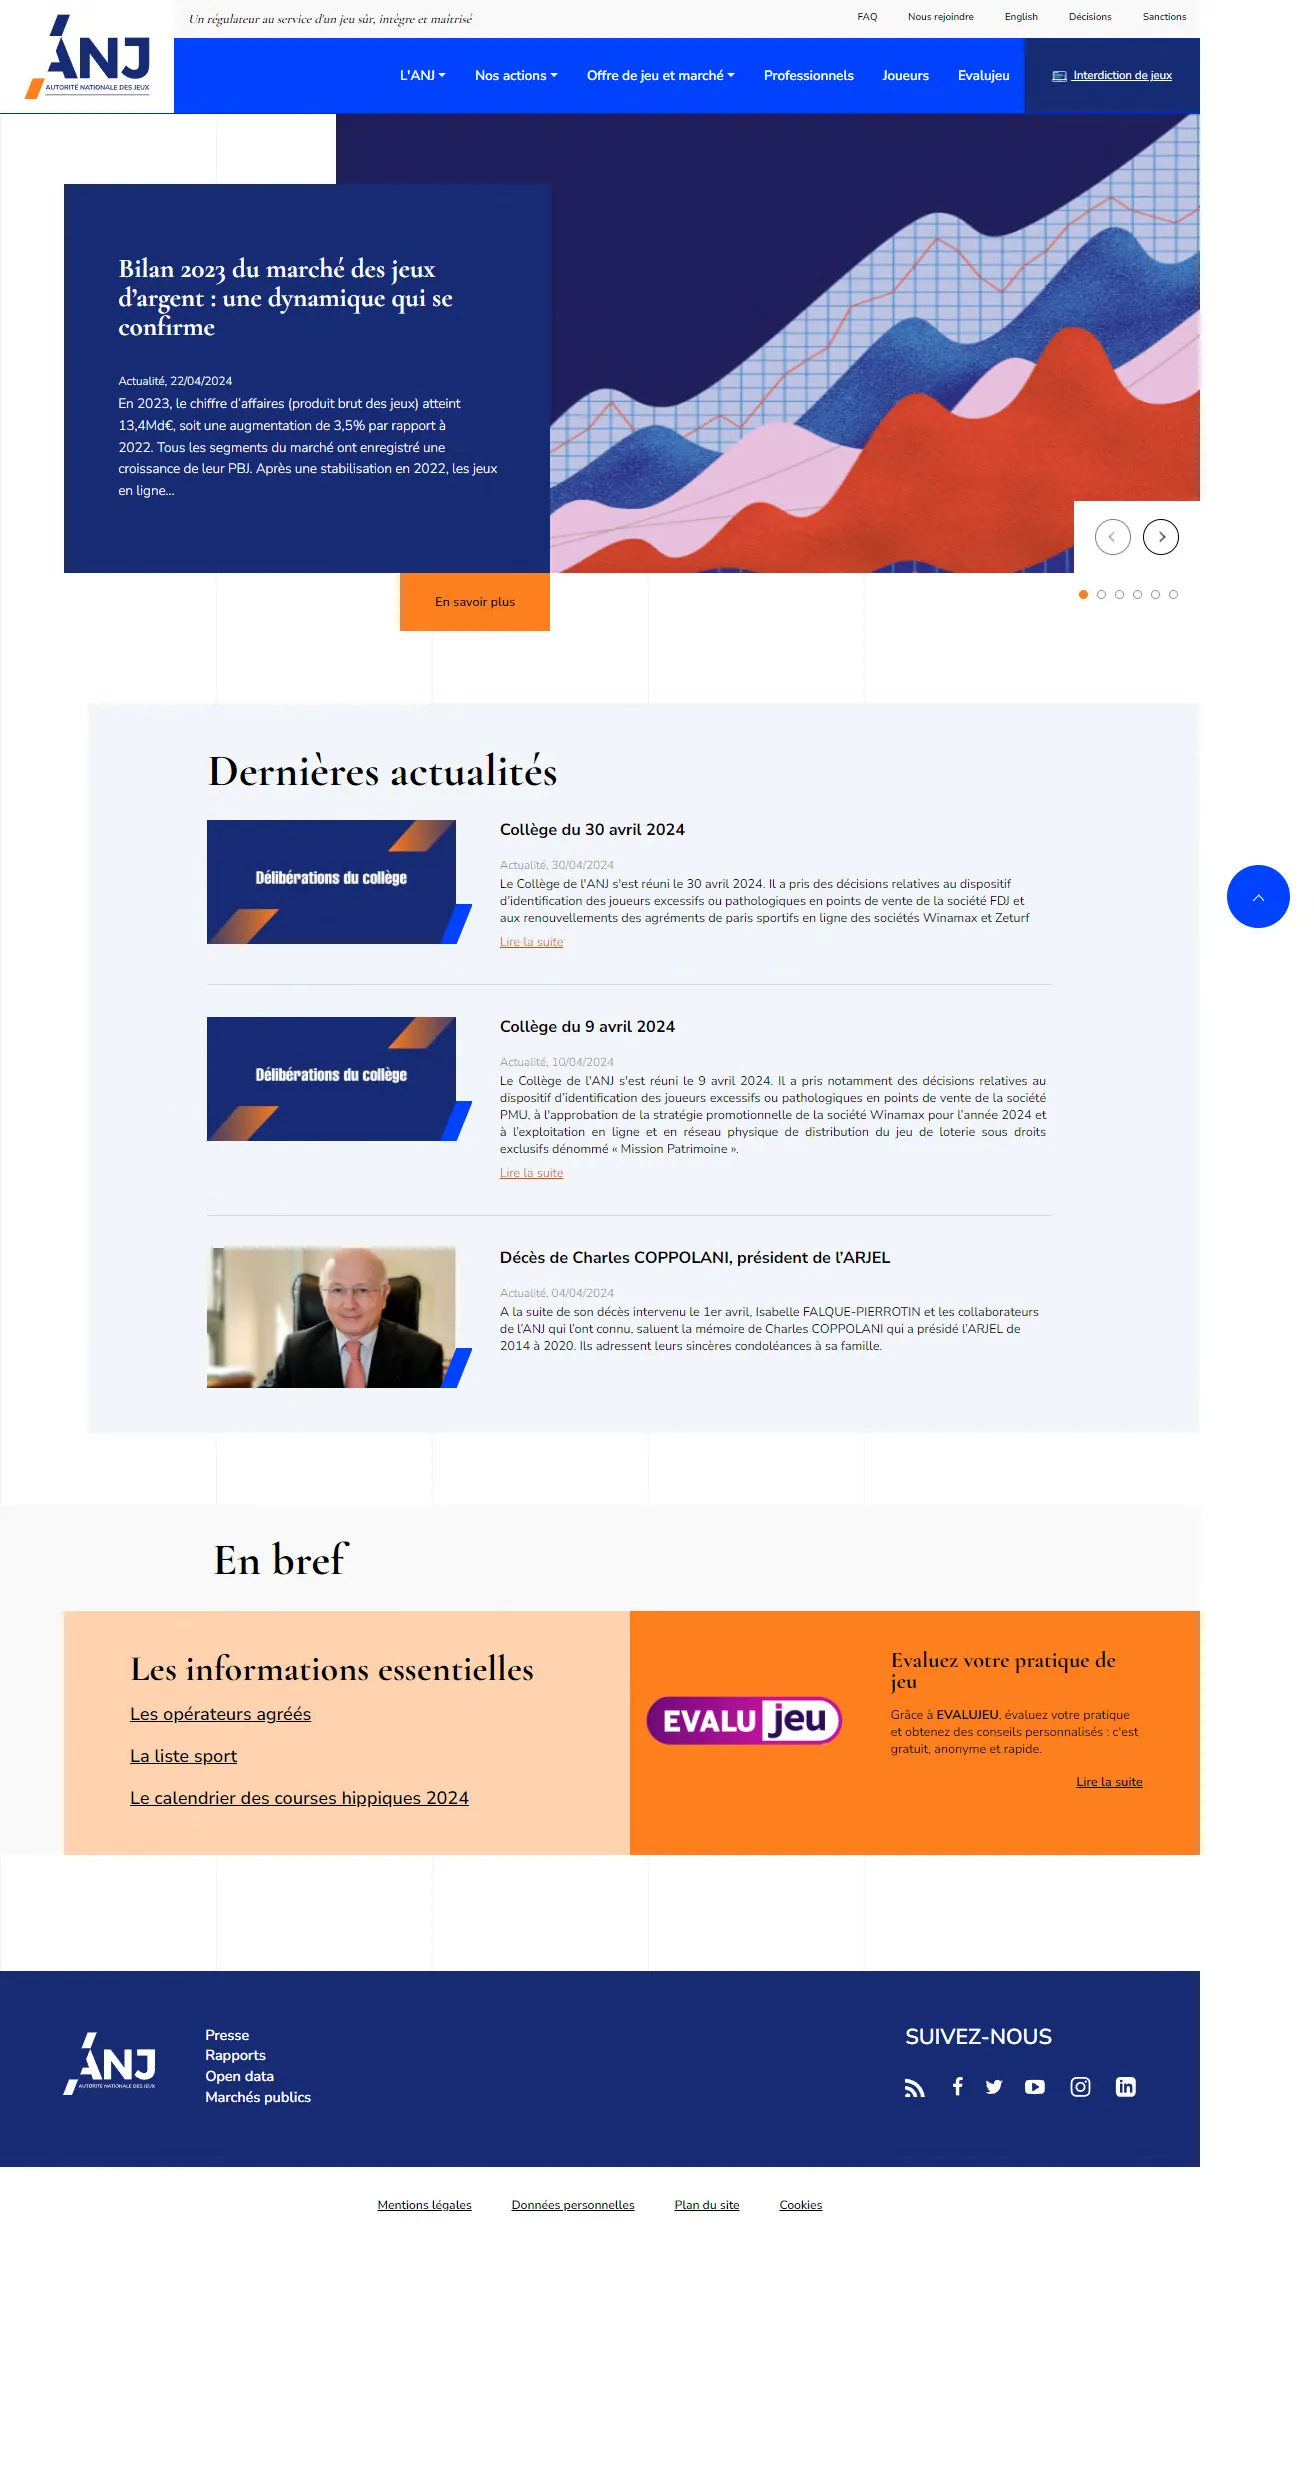 Un régulateur au service d'un jeu sûr, intègre et maîtrisé
FAQ
Nous rejoindre
English
Décisions
Sanctions
ANJ
AUTORITÉ NATIONALE DES JEUX
L'ANJ
Nos actions
Offre de jeu et marché
Professionnels
Joueurs
Evalujeu
Interdiction de jeux
Bilan 2023 du marché des jeux
d’argent : une dynamique qui se
confirme
Actualité, 22/04/2024
En 2023, le chiffre d’affaires (produit brut des jeux) atteint
13,4Md€, soit une augmentation de 3,5% par rapport à
2022. Tous les segments du marché ont enregistré une
croissance de leur PBJ. Après une stabilisation en 2022, les jeux
en ligne...
En savoir plus
Dernières actualités
Délibérations du collège
Collège du 30 avril 2024
Actualité, 30/04/2024
Le Collège de l'ANJ s'est réuni le 30 avril 2024. Il a pris des décisions relatives au dispositif
d’identification des joueurs excessifs ou pathologiques en points de vente de la société FDJ et
aux renouvellements des agréments de paris sportifs en ligne des sociétés Winamax et Zeturf
Lire la suite
Délibérations du collège
Collège du 9 avril 2024
Actualité, 10/04/2024
Le Collège de l'ANJ s'est réuni le 9 avril 2024. Il a pris notamment des décisions relatives au
dispositif d’identification des joueurs excessifs ou pathologiques en points de vente de la société
PMU, à l'approbation de la stratégie promotionnelle de la société Winamax pour l’année 2024 et
à l’exploitation en ligne et en réseau physique de distribution du jeu de loterie sous droits
exclusifs dénommé « Mission Patrimoine ».
Lire la suite
Décès de Charles COPPOLANI, président de l’ARJEL
Actualité, 04/04/2024
A la suite de son décès intervenu le 1er avril, Isabelle FALQUE-PIERROTIN et les collaborateurs
de l’ANJ qui l’ont connu, saluent la mémoire de Charles COPPOLANI qui a présidé l’ARJEL de
2014 à 2020. Ils adressent leurs sincères condoléances à sa famille.
En bref
Les informations essentielles
Les opérateurs agréés
La liste sport
Le calendrier des courses hippiques 2024
EVALU jeu
Evaluez votre pratique de
jeu
Grâce à EVALUJEU, évaluez votre pratique
et obtenez des conseils personnalisés : c'est
gratuit, anonyme et rapide.
Lire la suite
ANJ
AUTORITÉ NATIONALE DES JEUX
Presse
Rapports
Open data
Marchés publics
SUIVEZ-NOUS
Mentions légales
Données personnelles
Plan du site
Cookies